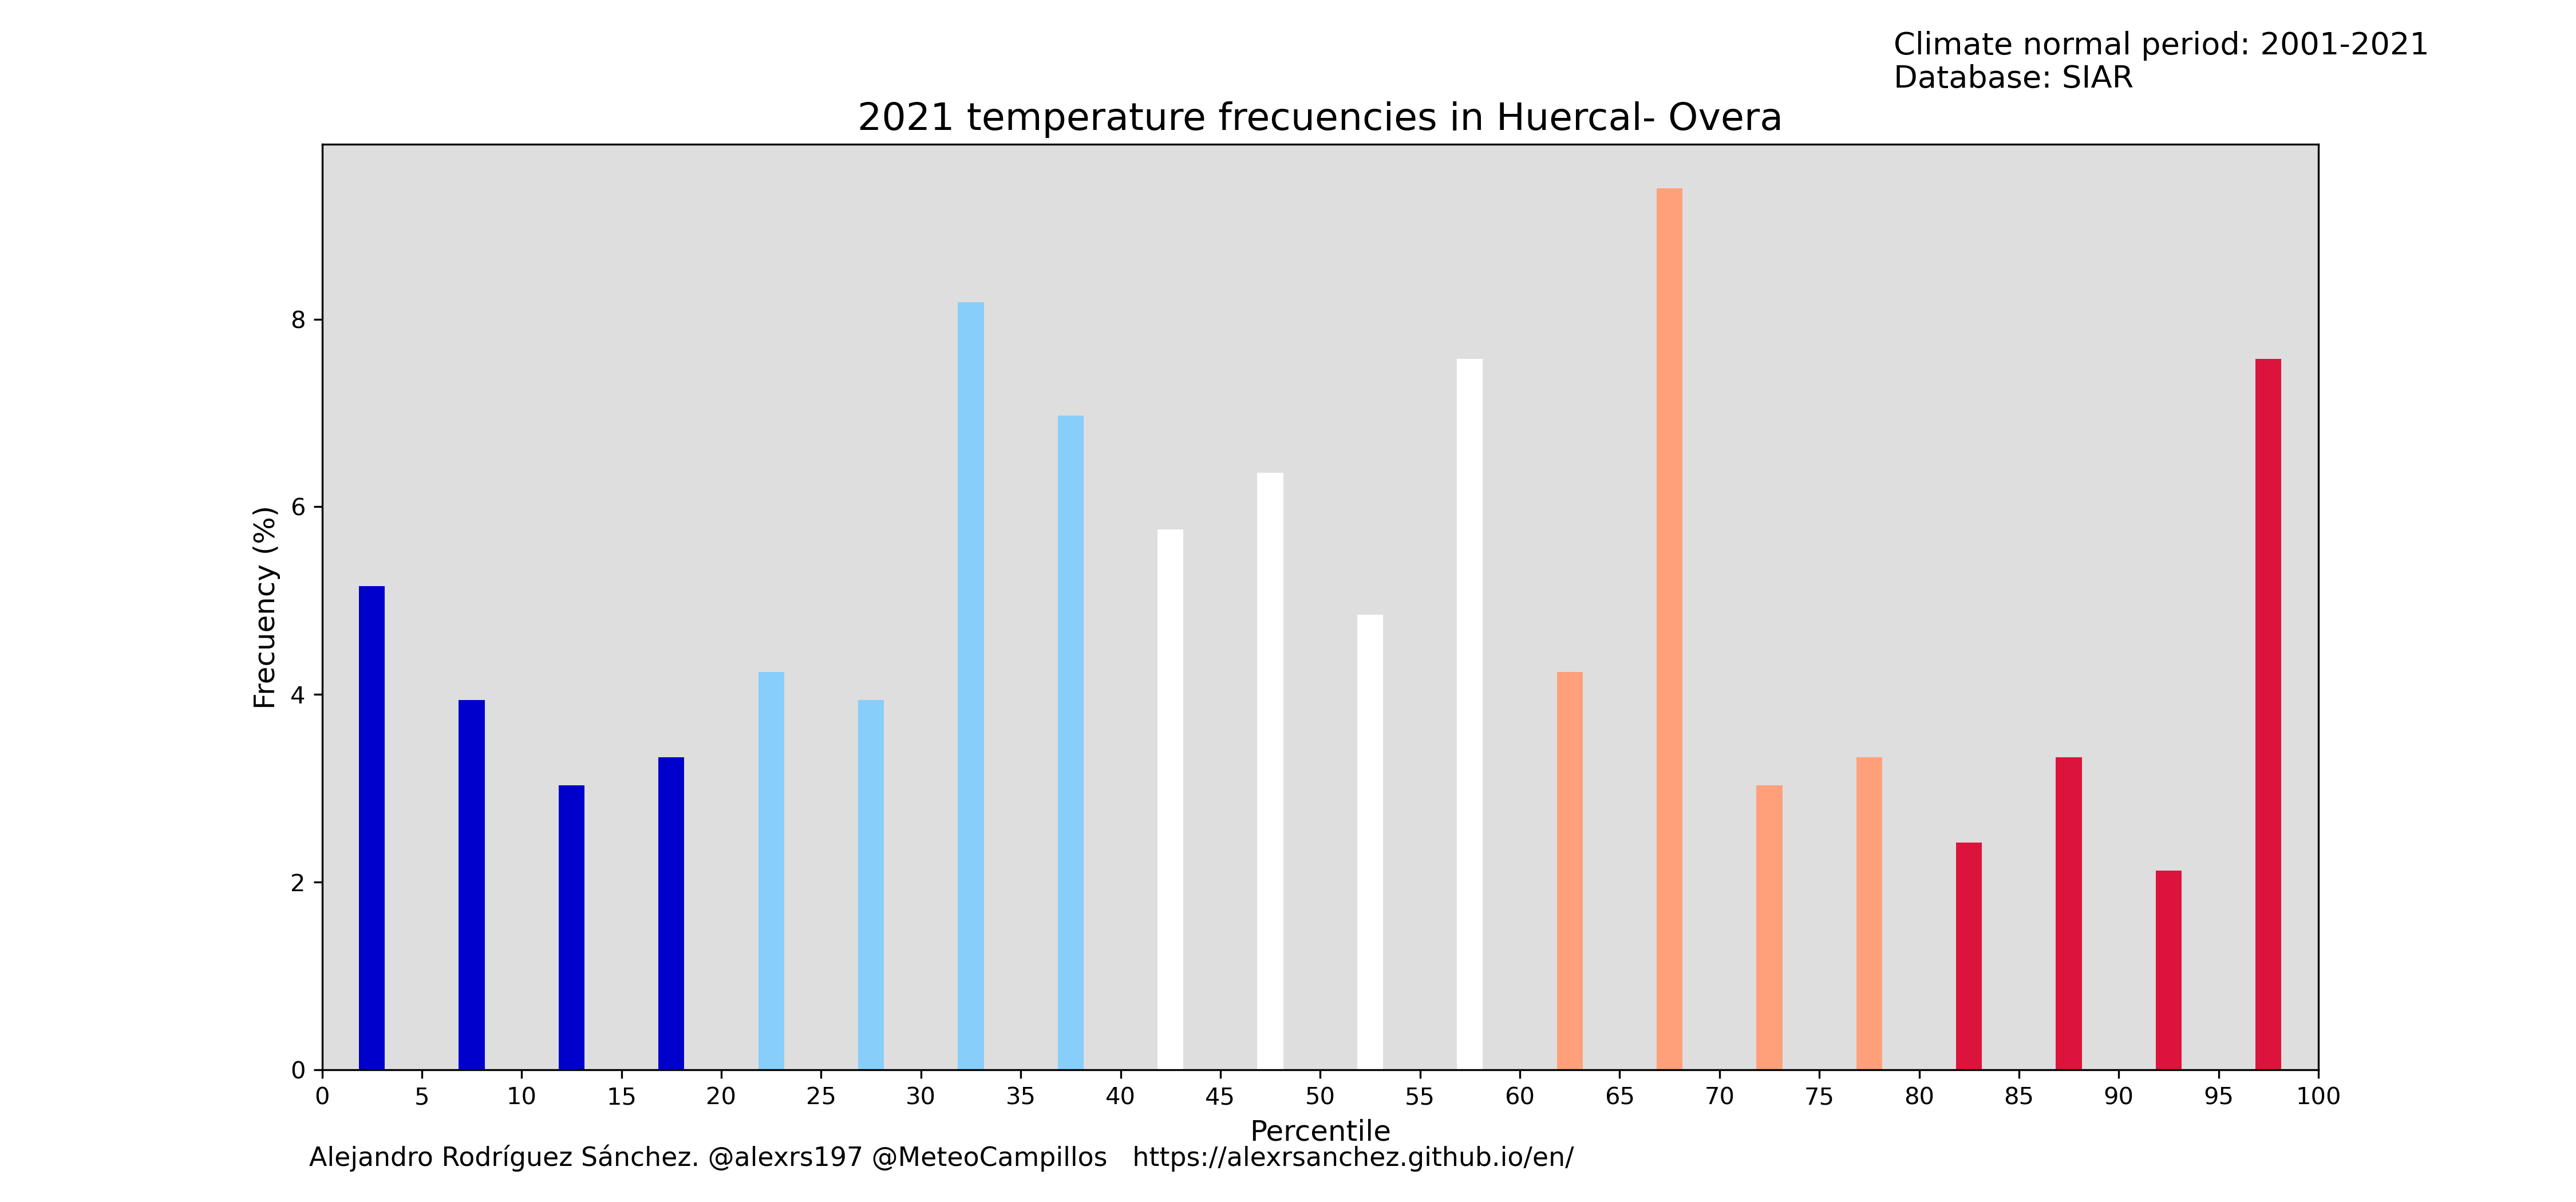 Climate normal period: 2001-2021
Database: SIAR
2021 temperature frecuencies in Huercal- Overa
Frecuency (%)
8
6
4
2
0
0 5 10 15 20 25 30 35 40 45 50 55 60 65 70 75 80 85 90 95 100
Percentile
Alejandro Rodríguez Sánchez. @alexrs197 @MeteoCampillos https://alexrsanchez.github.io/en/